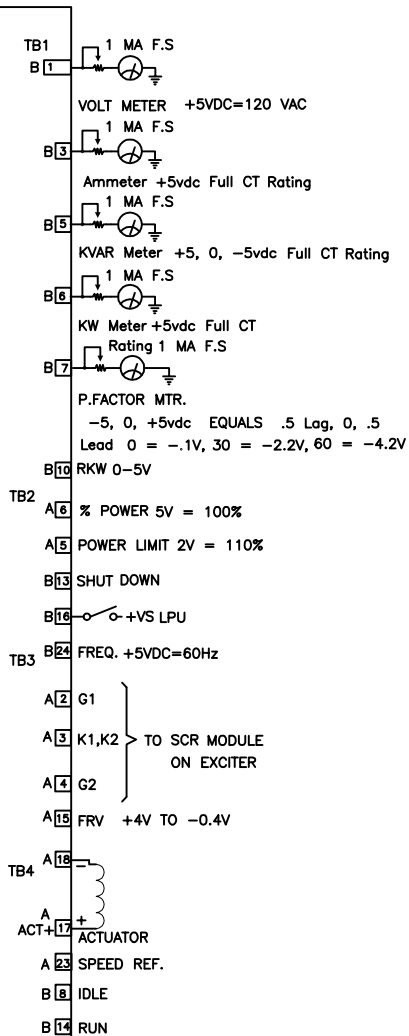 TB1
1 MA F.S
B 1
VOLT METER +5VDC=120 VAC
1 MA F.S
B 3
Ammeter +5vdc Full CT Rating
1 MA F.S
B 5
KVAR Meter +5, 0, -5vdc Full CT Rating
1 MA F.S
B 6
KW Meter +5vdc Full CT
Rating 1 MA F.S
B 7
P.FACTOR MTR.
-5, 0, +5vdc EQUALS .5 Lag, 0, .5
Lead 0 = -.1V, 30 = -2.2V, 60 = -4.2V
B 10 RKW 0-5V
TB2
A 6 % POWER 5V = 100%
A 5 POWER LIMIT 2V = 110%
B 13 SHUT DOWN
B 16 +VS LPU
TB3
B 24 FREQ. +5VDC=60Hz
A 2 G1
A 3 K1,K2 TO SCR MODULE
ON EXCITER
A 4 G2
A 15 FRV +4V TO -0.4V
A 18 -
TB4
A
ACT+ 17 +
ACTUATOR
A 23 SPEED REF.
B 8 IDLE
B 14 RUN